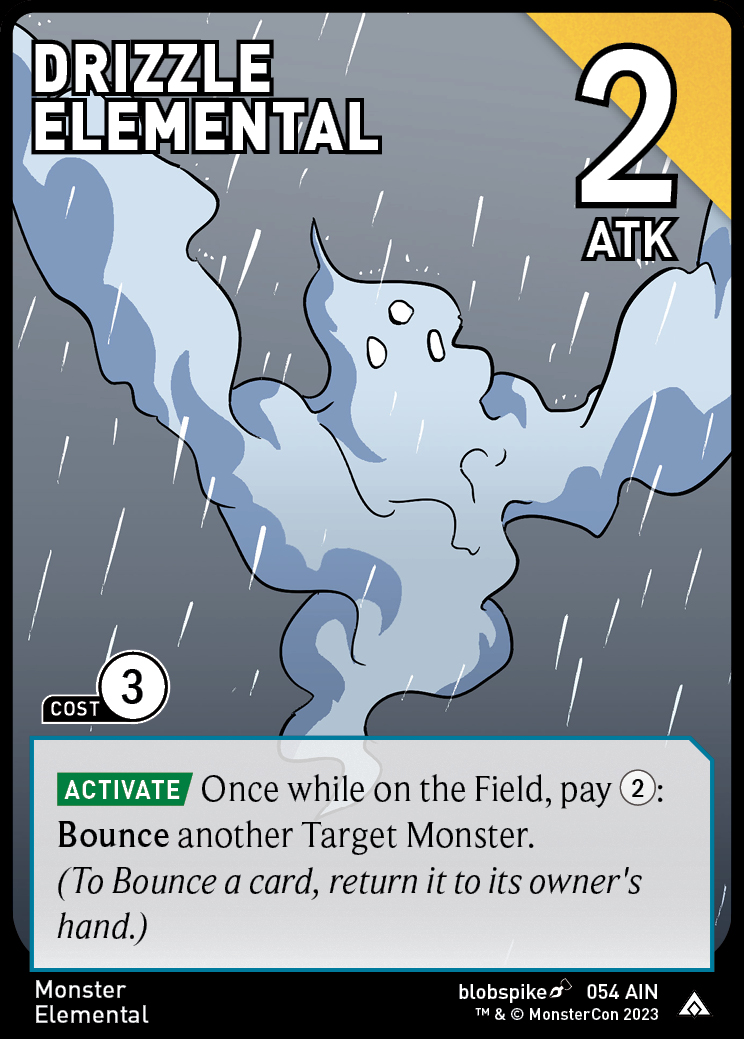 DRIZZLE
ELEMENTAL
2
ATK
COST 3
ACTIVATE Once while on the Field, pay 2:
Bounce another Target Monster.
(To Bounce a card, return it to its owner's
hand.)
Monster
Elemental
blobspike 054 AIN
™ & © MonsterCon 2023